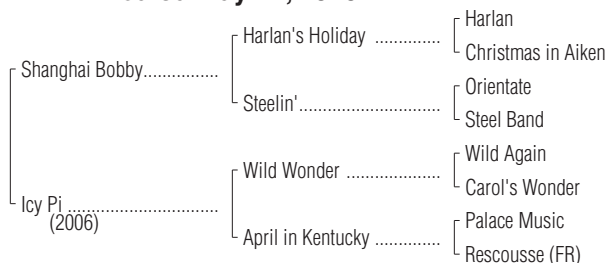 Harlan
Harlan's Holiday ...............
Christmas in Aiken
Shanghai Bobby..............
Orientate
Steelin'...........................
Steel Band
Wild Again
Wild Wonder ..................
Carol's Wonder
Icy Pi ............................
(2006)
Palace Music
April in Kentucky ............
Rescousse (FR)